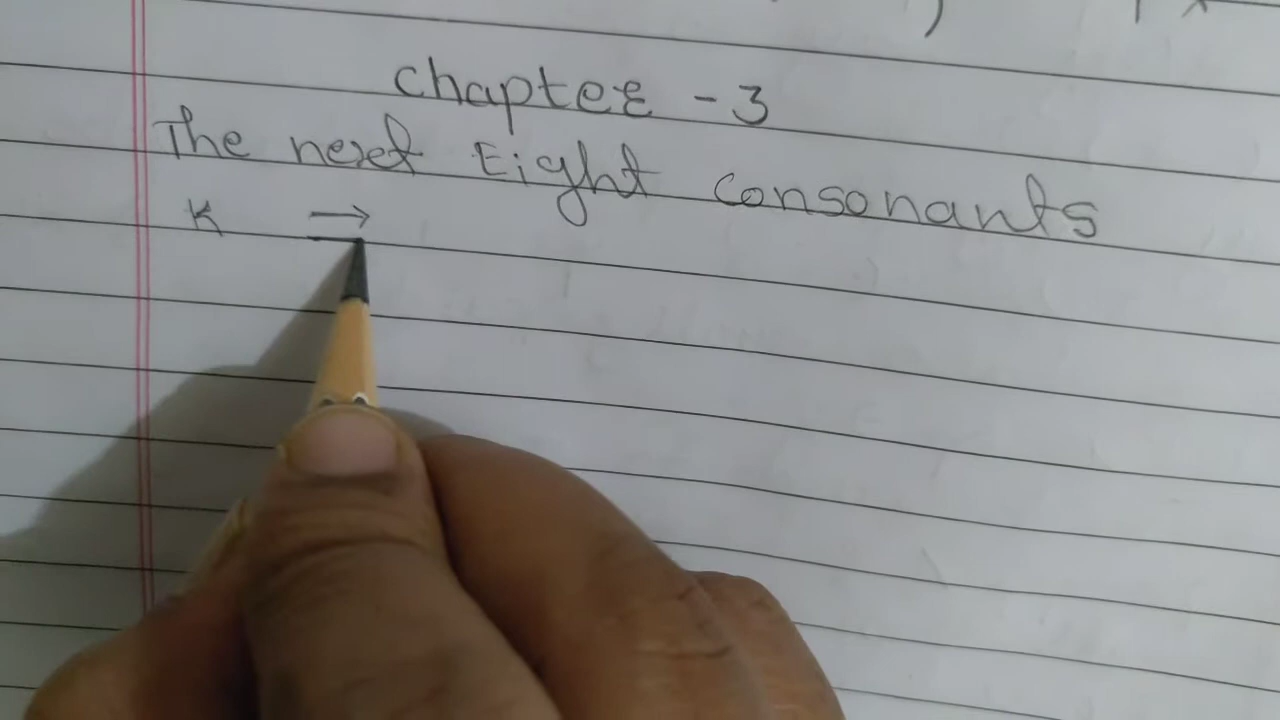 Chapter - 3
The next Eight Consonants
K →